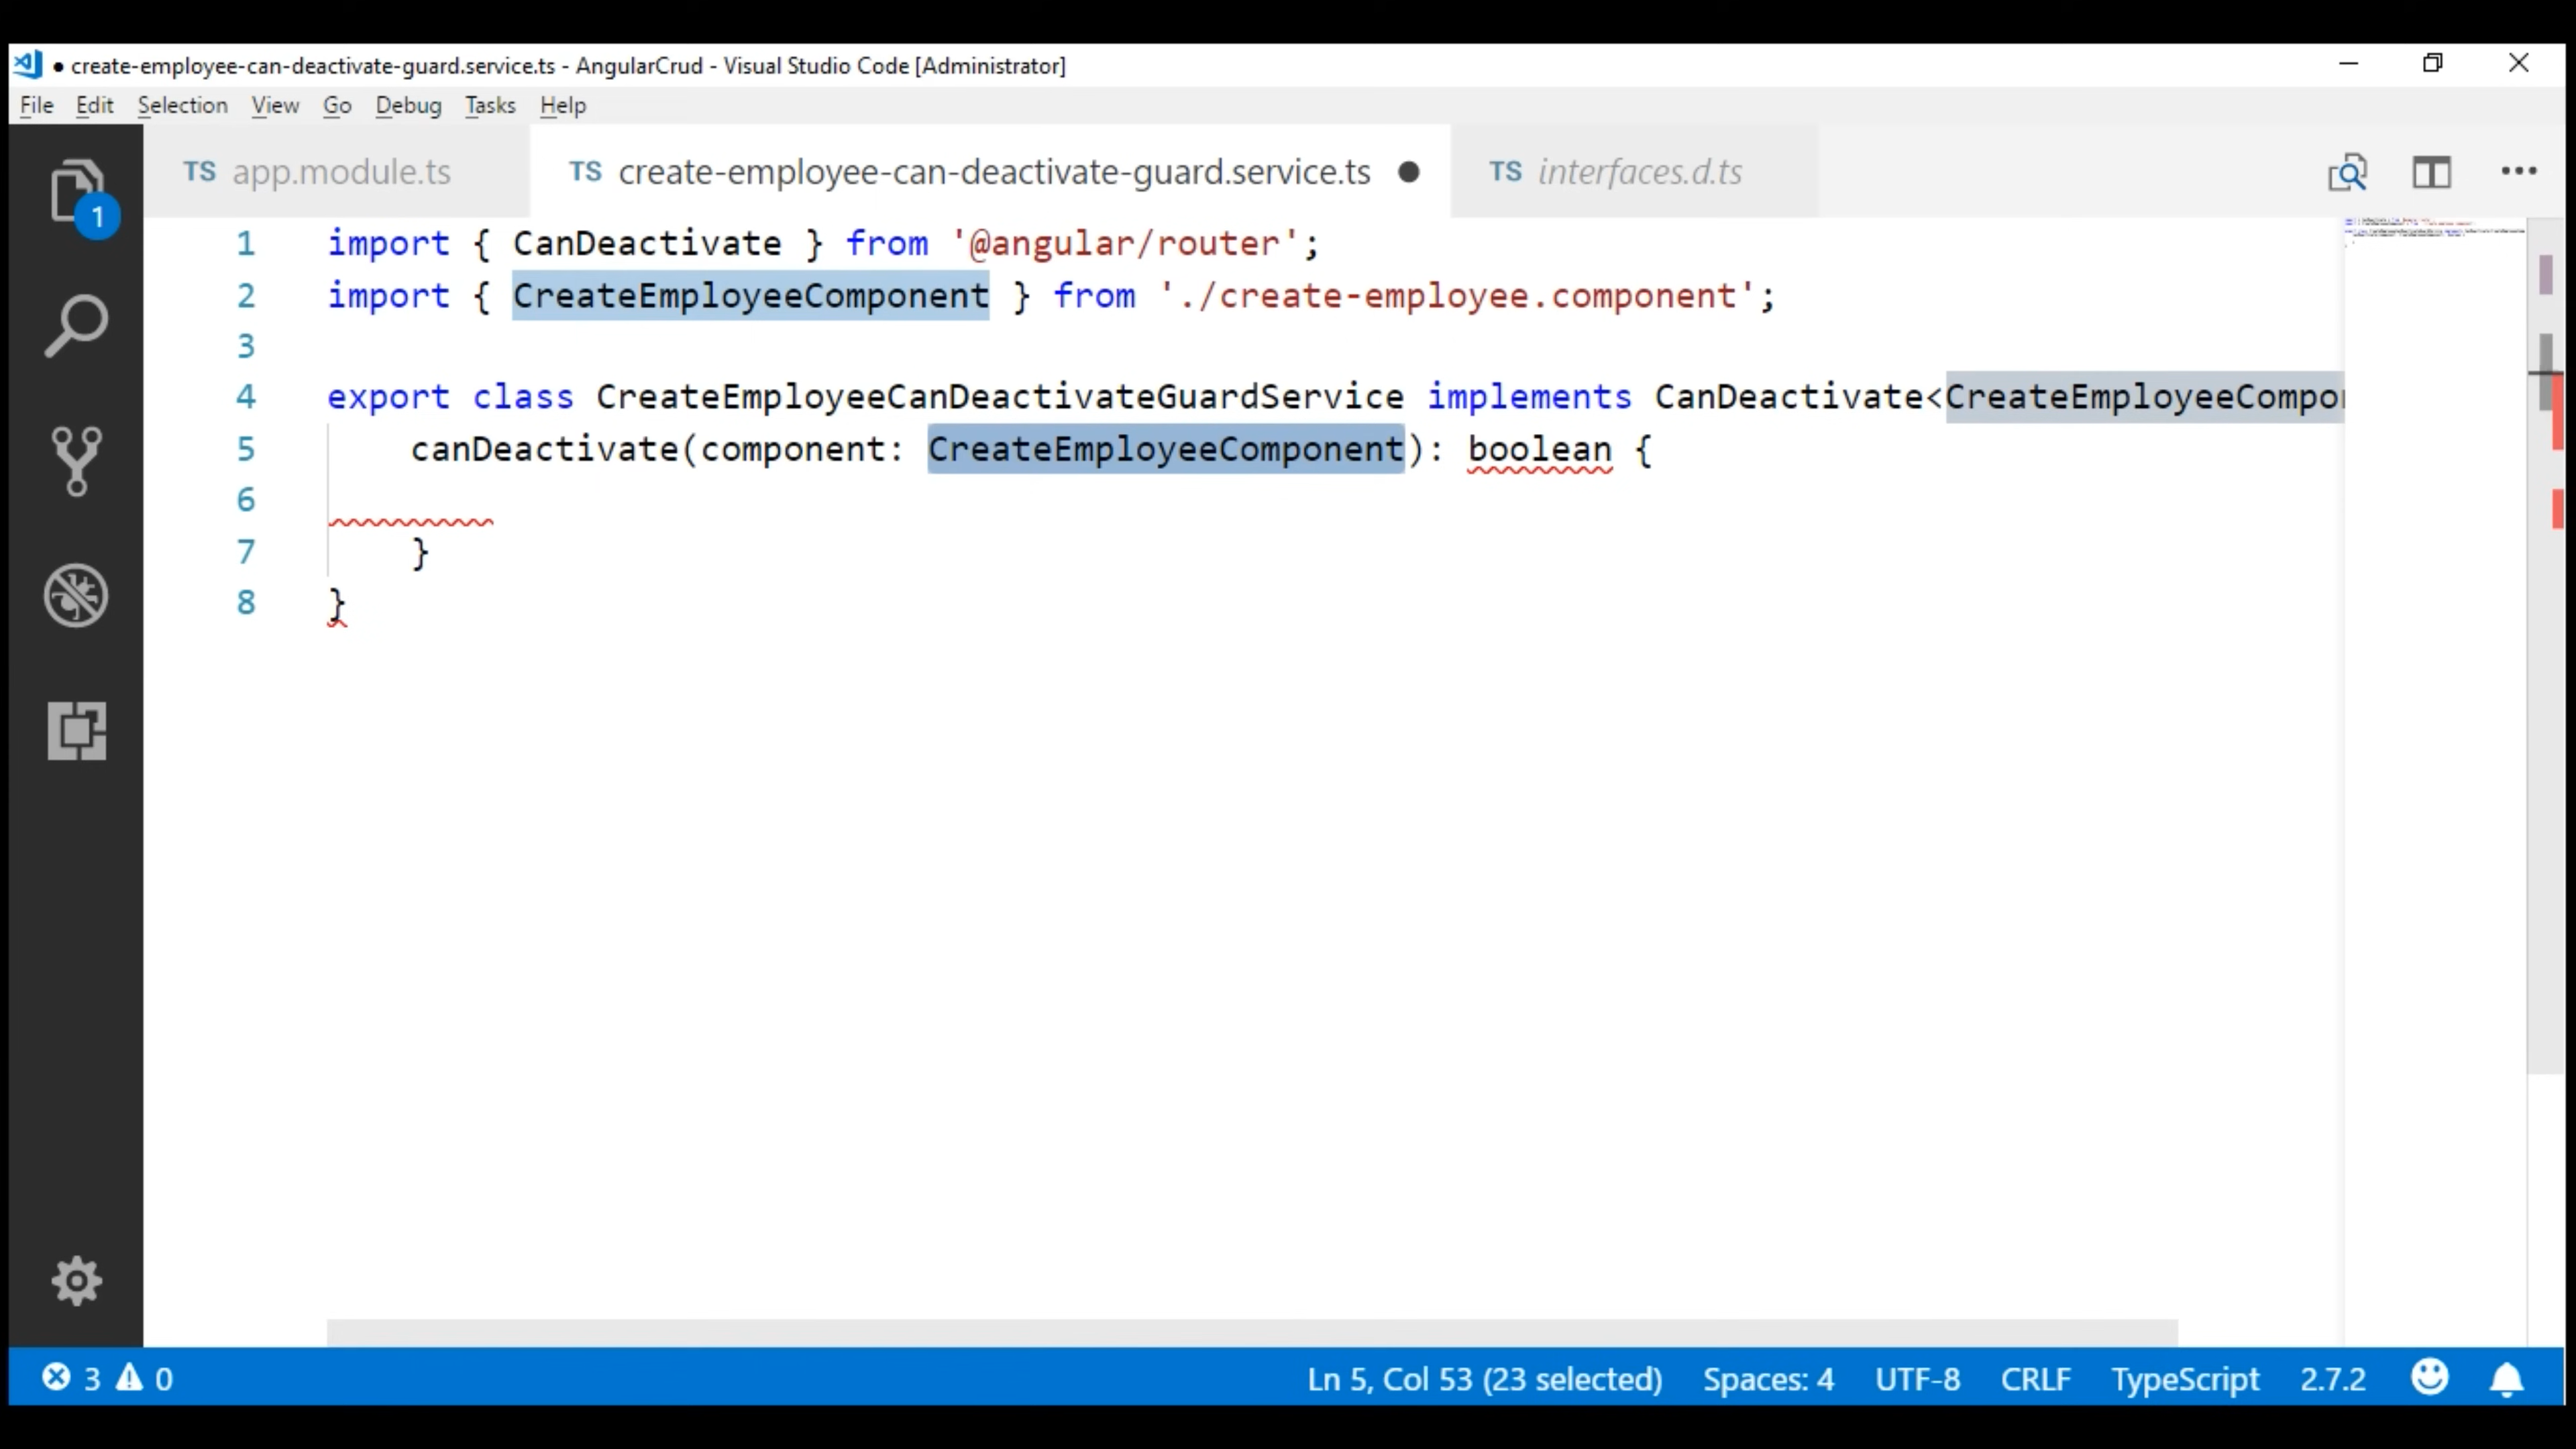 ● create-employee-can-deactivate-guard.service.ts - AngularCrud - Visual Studio Code [Administrator]
File Edit Selection View Go Debug Tasks Help
TS app.module.ts TS create-employee-can-deactivate-guard.service.ts ● TS interfaces.d.ts
1
1 import { CanDeactivate } from '@angular/router';
2 import { CreateEmployeeComponent } from './create-employee.component';
3
4 export class CreateEmployeeCanDeactivateGuardService implements CanDeactivate<CreateEmployeeCompon
5 canDeactivate(component: CreateEmployeeComponent): boolean {
6
7 }
8 }
3 0 Ln 5, Col 53 (23 selected) Spaces: 4 UTF-8 CRLF TypeScript 2.7.2